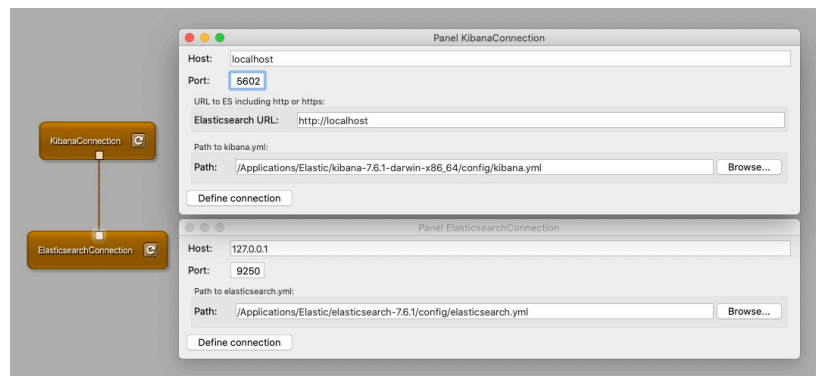 Panel KibanaConnection
Host: localhost
Port: 5602
URL to ES including http or https:
Elasticsearch URL: http://localhost
Path to kibana.yml:
Path: /Applications/Elastic/kibana-7.6.1-darwin-x86_64/config/kibana.yml Browse...
Define connection
KibanaConnection
ElasticsearchConnection
Panel ElasticsearchConnection
Host: 127.0.0.1
Port: 9250
Path to elasticsearch.yml:
Path: /Applications/Elastic/elasticsearch-7.6.1/config/elasticsearch.yml Browse...
Define connection